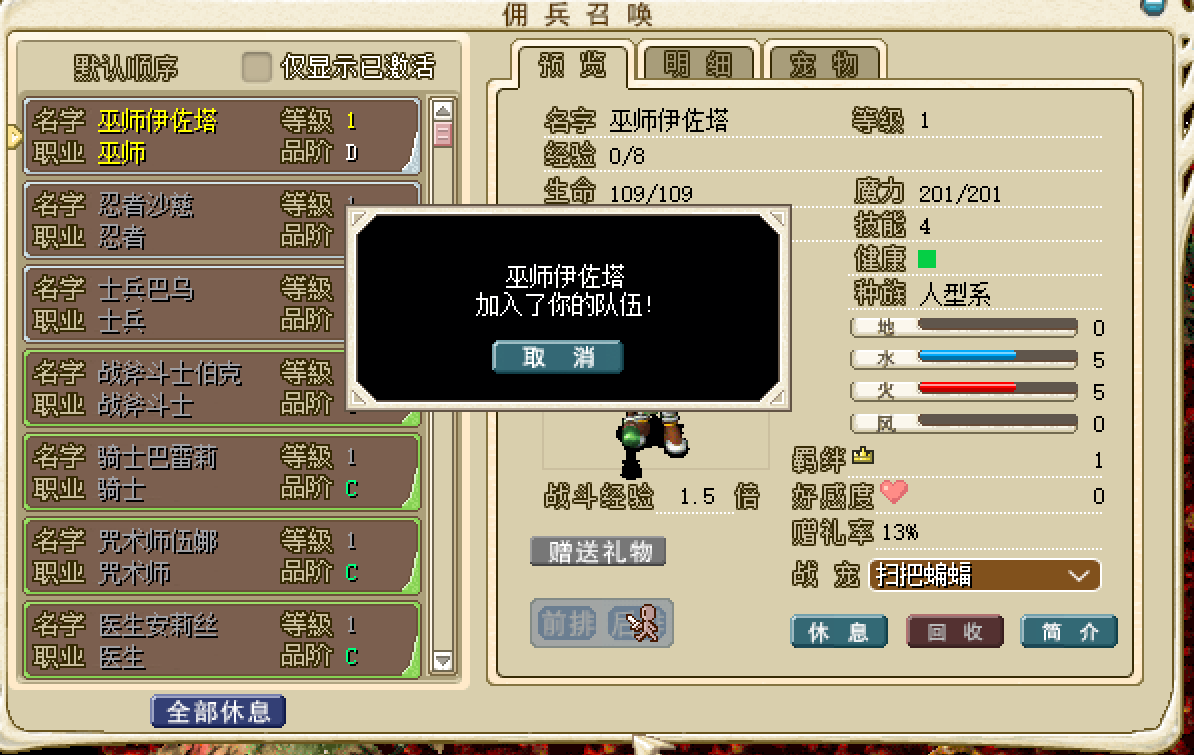 佣兵召唤
默认顺序 仅显示已激活
名字 巫师伊佐塔 等級 1
职业 巫师 品阶 D
名字 忍者沙慈 等級 1
职业 忍者 品阶
名字 士兵巴乌 等級
职业 士兵 品阶
名字 战斧斗士伯克 等級
职业 战斧斗士 品阶
名字 骑士巴雷莉 等級 1
职业 骑士 品阶 C
名字 咒术师伍娜 等級 1
职业 咒术师 品阶 C
名字 医生安莉丝 等級 1
职业 医生 品阶 C
全部休息
预览 明细 宠物
名字 巫师伊佐塔 等級 1
经验 0/8
生命 109/109 魔力 201/201
技能 4
健康
种族 人型系
地 0
水 5
火 5
风 0
巫师伊佐塔
加入了你的队伍!
取消
羁绊 1
战斗经验 1.5 倍 好感度 0
赠礼率 13%
赠送礼物
战宠 扫把蝙蝠
前排 后排
休息 回收 简介